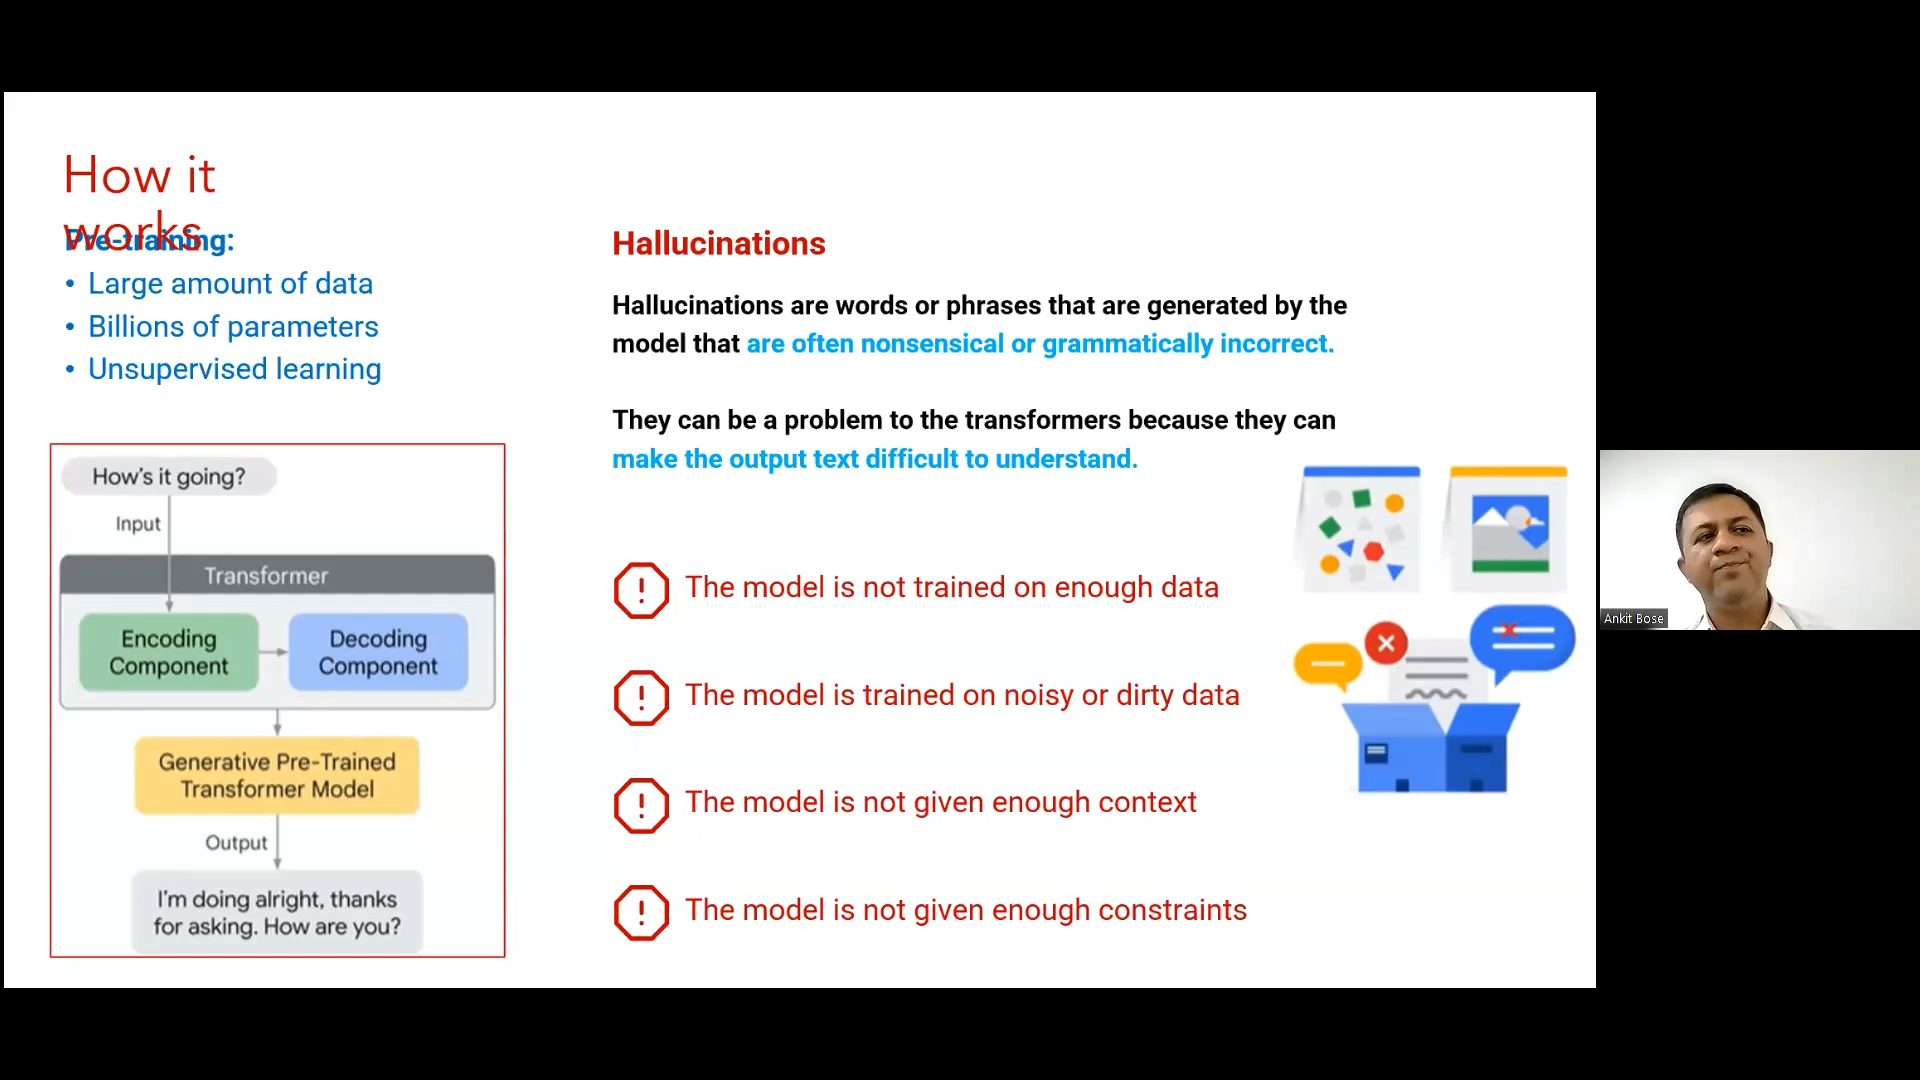 How it
works
Pre-training:
• Large amount of data
• Billions of parameters
• Unsupervised learning
How's it going?
Input
Transformer
Encoding
Component
Decoding
Component
Generative Pre-Trained
Transformer Model
Output
I'm doing alright, thanks
for asking. How are you?
Hallucinations
Hallucinations are words or phrases that are generated by the
model that are often nonsensical or grammatically incorrect.
They can be a problem to the transformers because they can
make the output text difficult to understand.
! The model is not trained on enough data
! The model is trained on noisy or dirty data
! The model is not given enough context
! The model is not given enough constraints
Ankit Bose